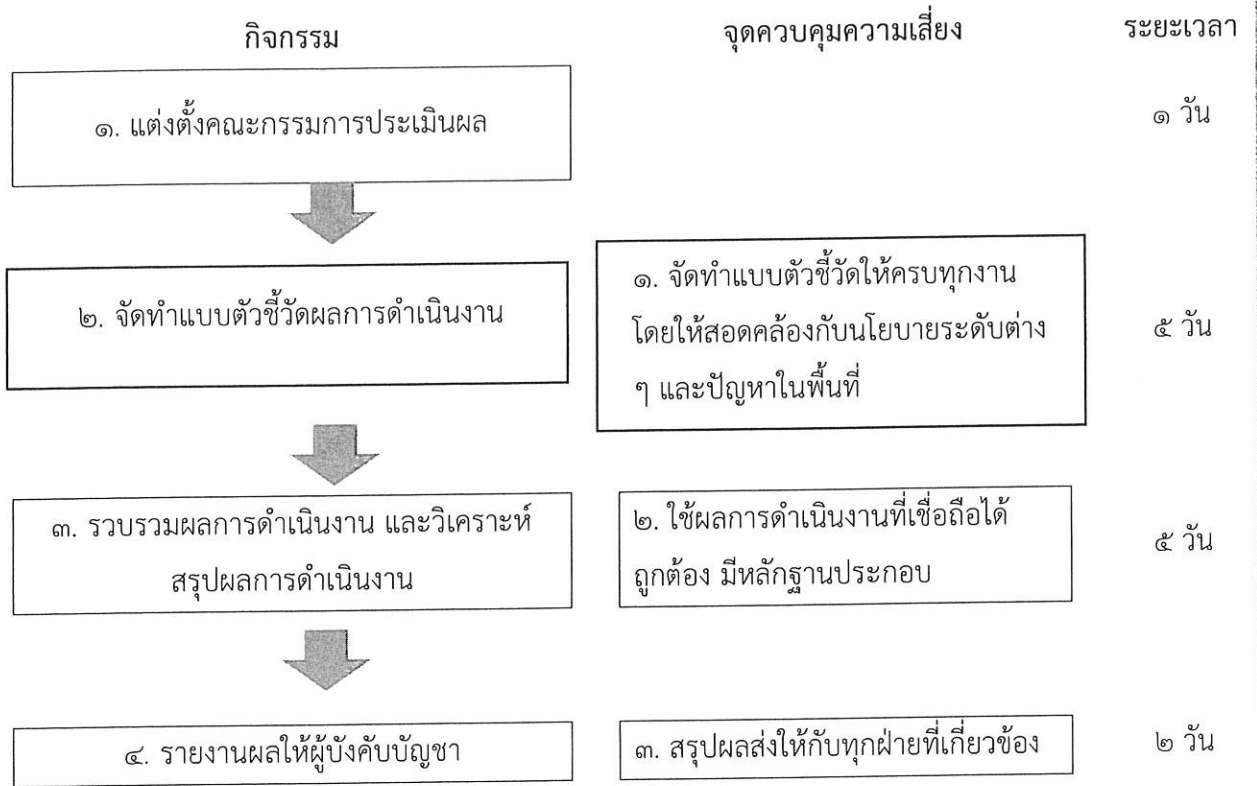 กิจกรรม จุดควบคุมความเสี่ยง ระยะเวลา
๑. แต่งตั้งคณะกรรมการประเมินผล ๑ วัน
๒. จัดทำแบบตัวชี้วัดผลการดำเนินงาน
๑. จัดทำแบบตัวชี้วัดให้ครบทุกงาน
โดยให้สอดคล้องกับนโยบายระดับต่าง
ๆ และปัญหาในพื้นที่
๕ วัน
๓. รวบรวมผลการดำเนินงาน และวิเคราะห์
สรุปผลการดำเนินงาน
๒. ใช้ผลการดำเนินงานที่เชื่อถือได้
ถูกต้อง มีหลักฐานประกอบ
๕ วัน
๔. รายงานผลให้ผู้บังคับบัญชา
๓. สรุปผลส่งให้กับทุกฝ่ายที่เกี่ยวข้อง
๒ วัน